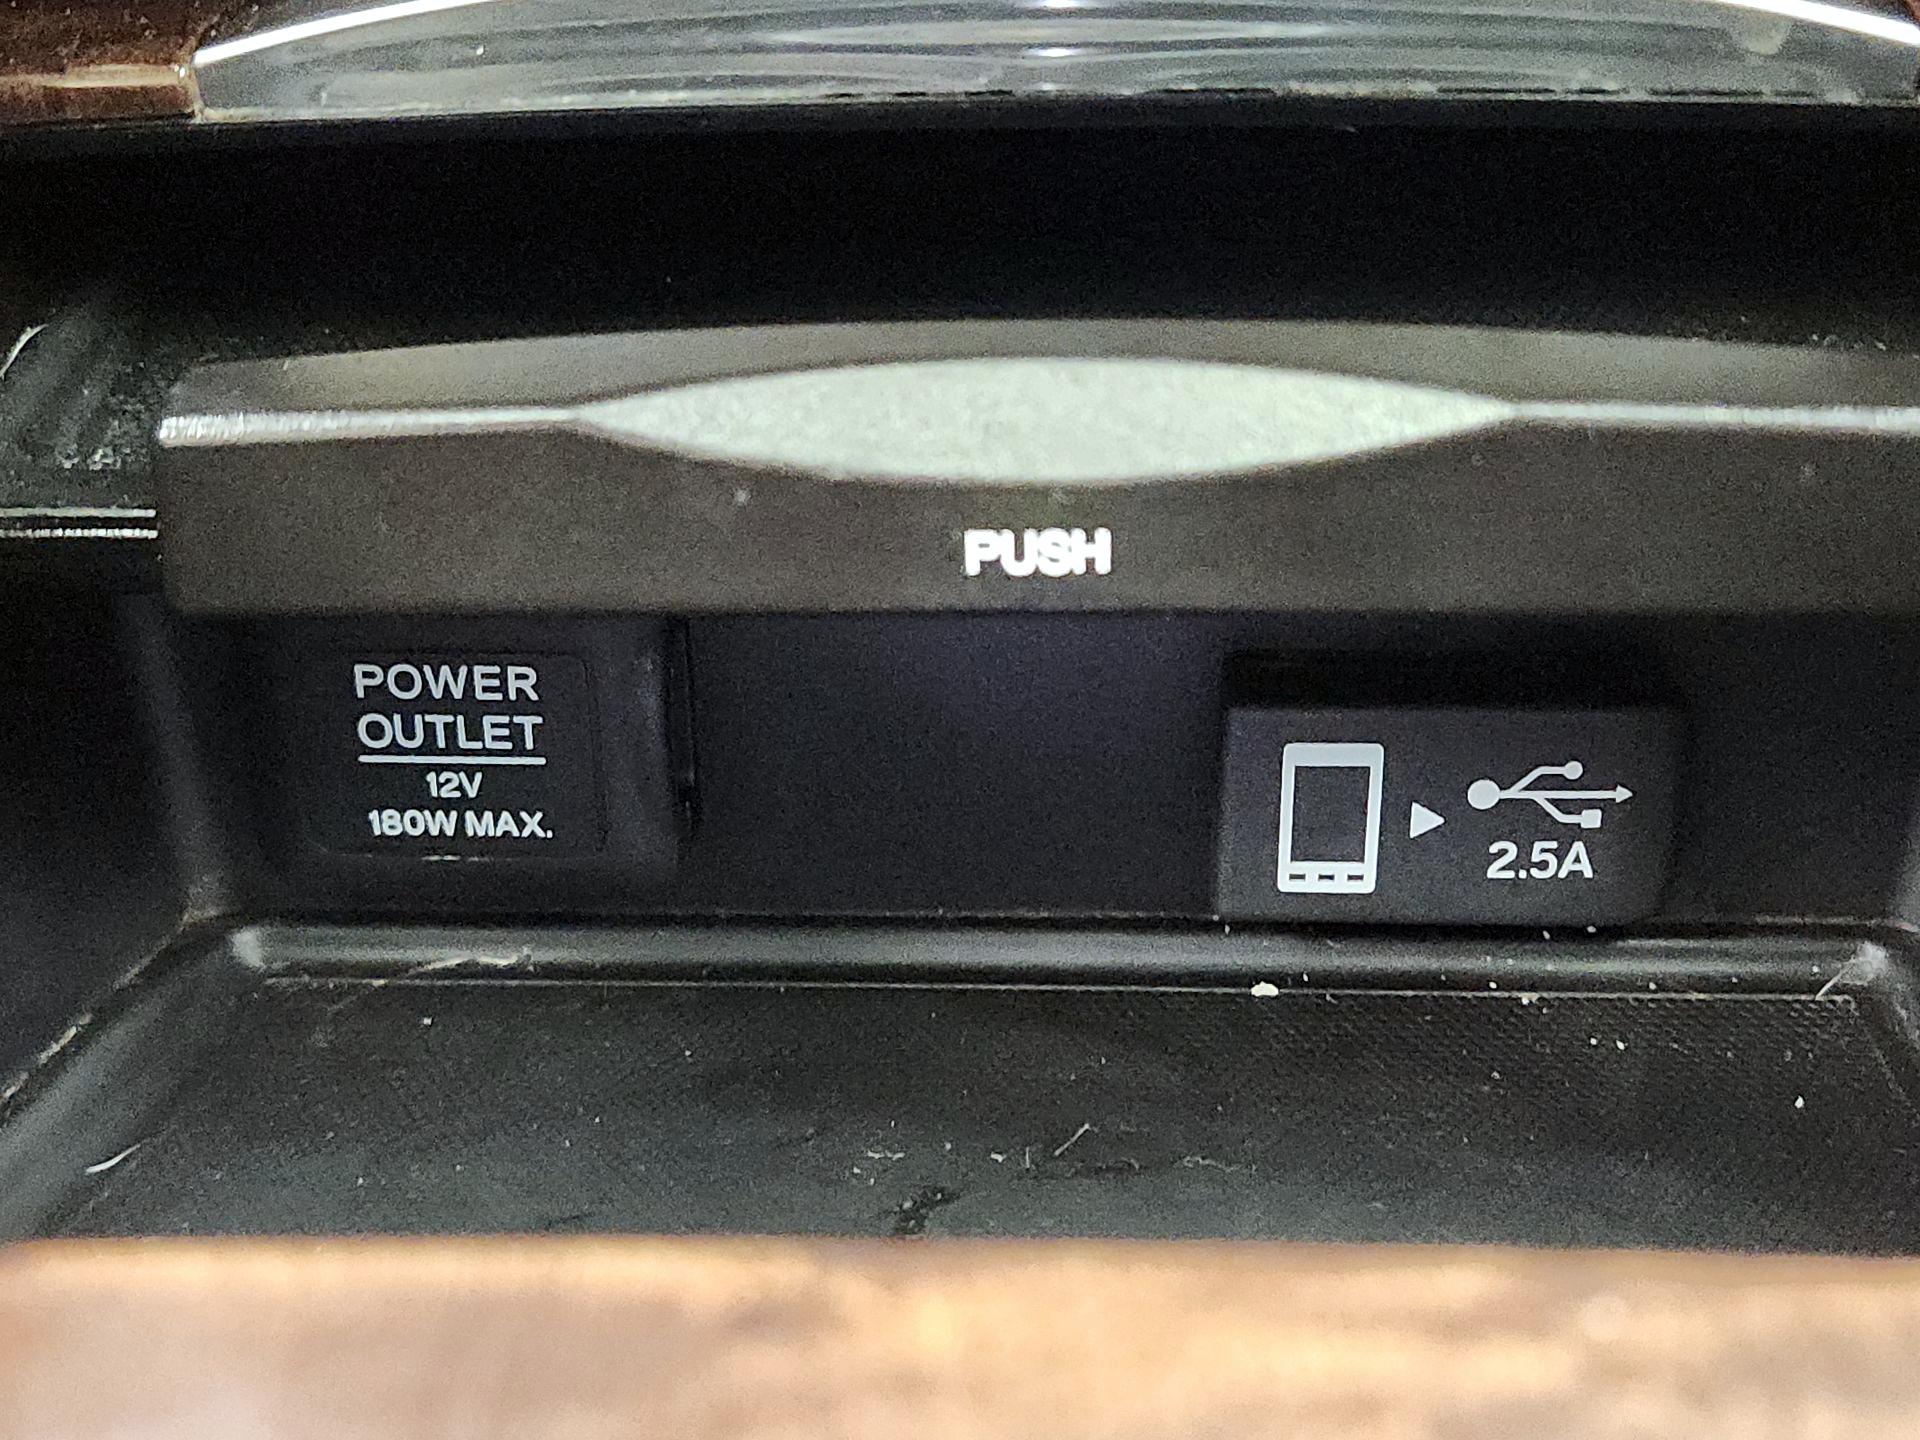 PUSH
POWER
OUTLET
12V
180W MAX.
2.5A